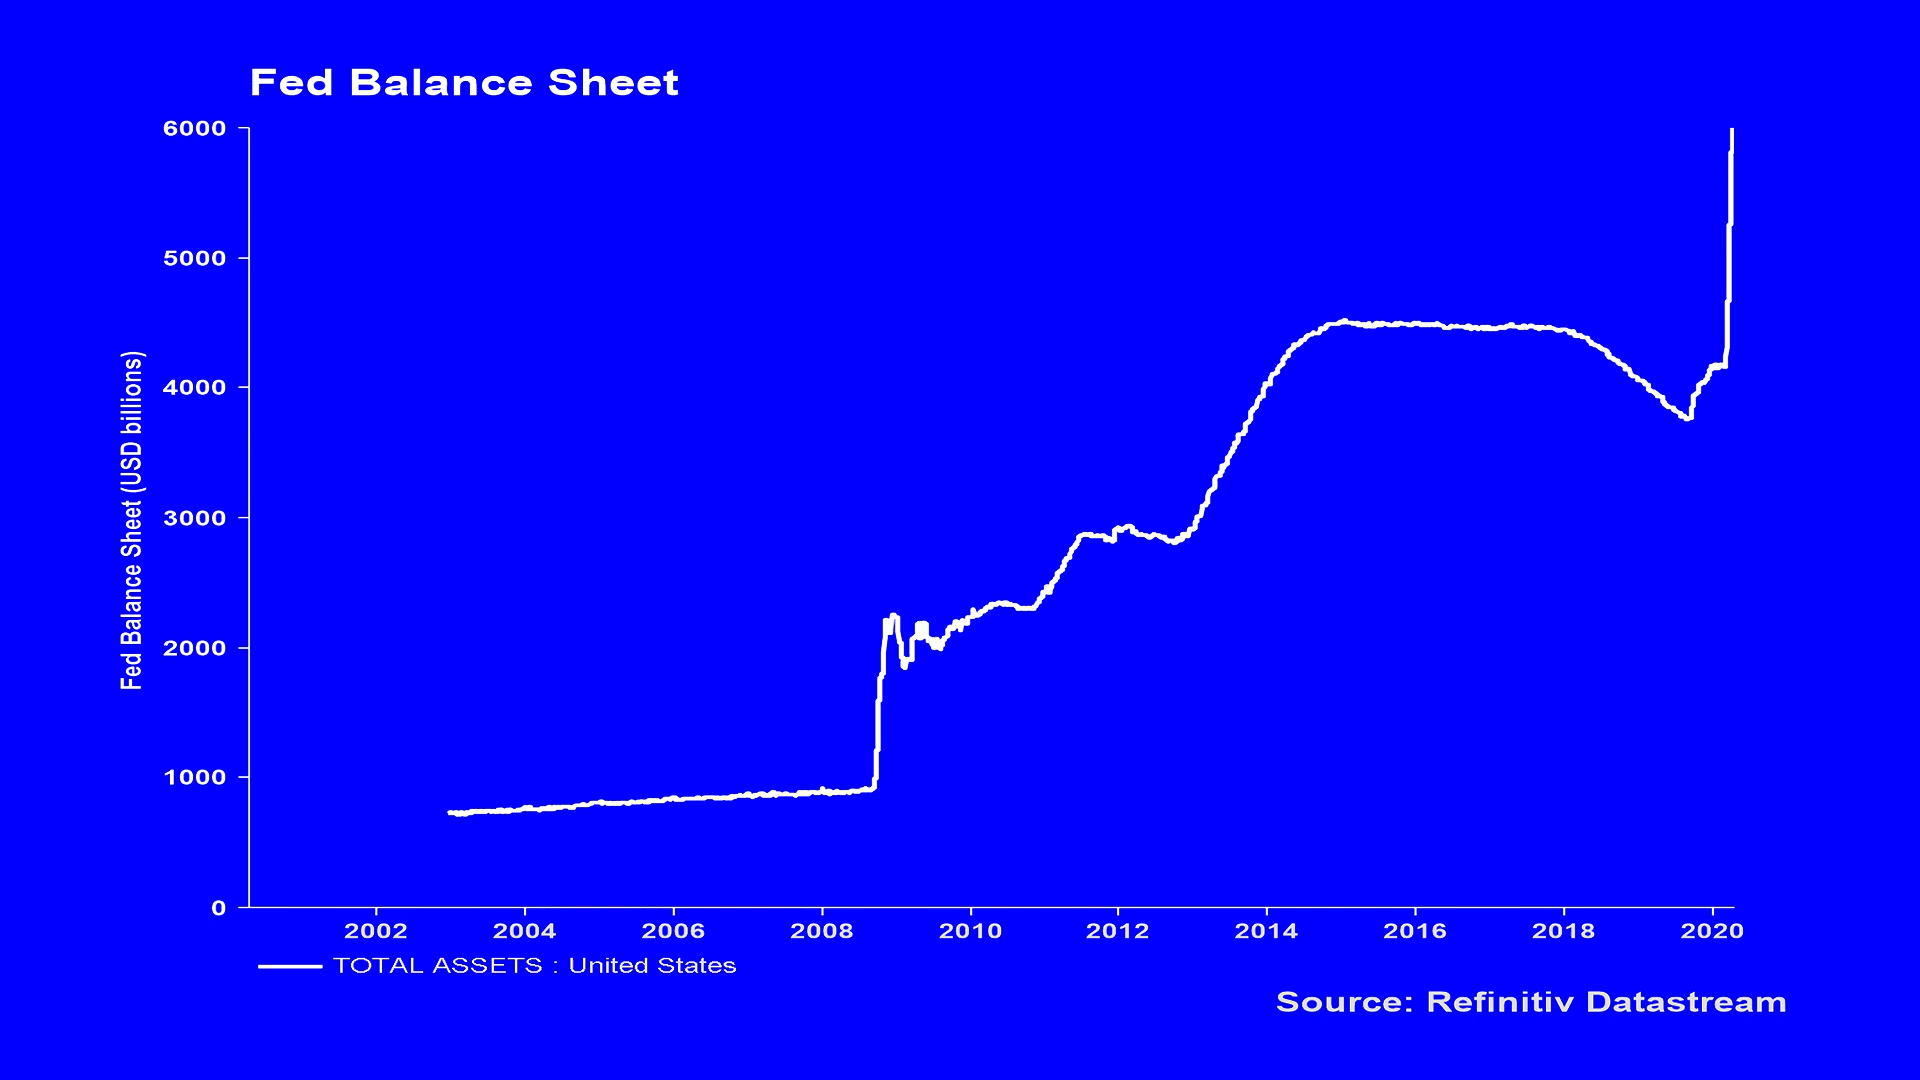 Fed Balance Sheet
6000
5000
4000
3000
2000
1000
0
Fed Balance Sheet (USD billions)
2002 2004 2006 2008 2010 2012 2014 2016 2018 2020
TOTAL ASSETS : United States
Source: Refinitiv Datastream